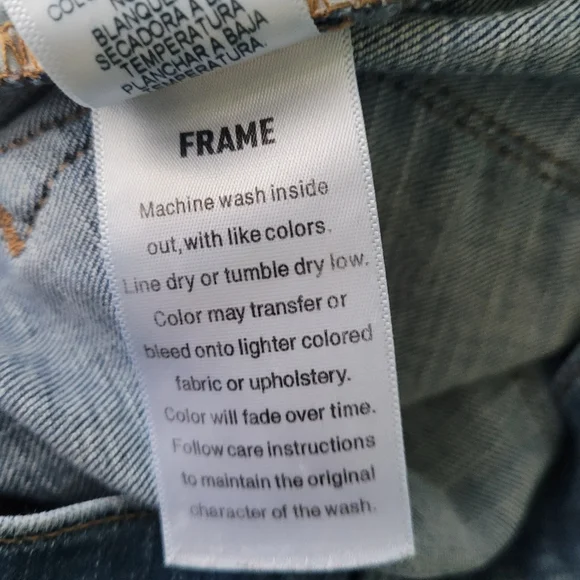 COL
BLANQUE
SECADORA A B
TEMPERATURA
PLANCHAR A BAJA
TEMPERATURA.
FRAME
Machine wash inside
out, with like colors.
Line dry or tumble dry low.
Color may transfer or
bleed onto lighter colored
fabric or upholstery.
Color will fade over time.
Follow care instructions
to maintain the original
character of the wash.